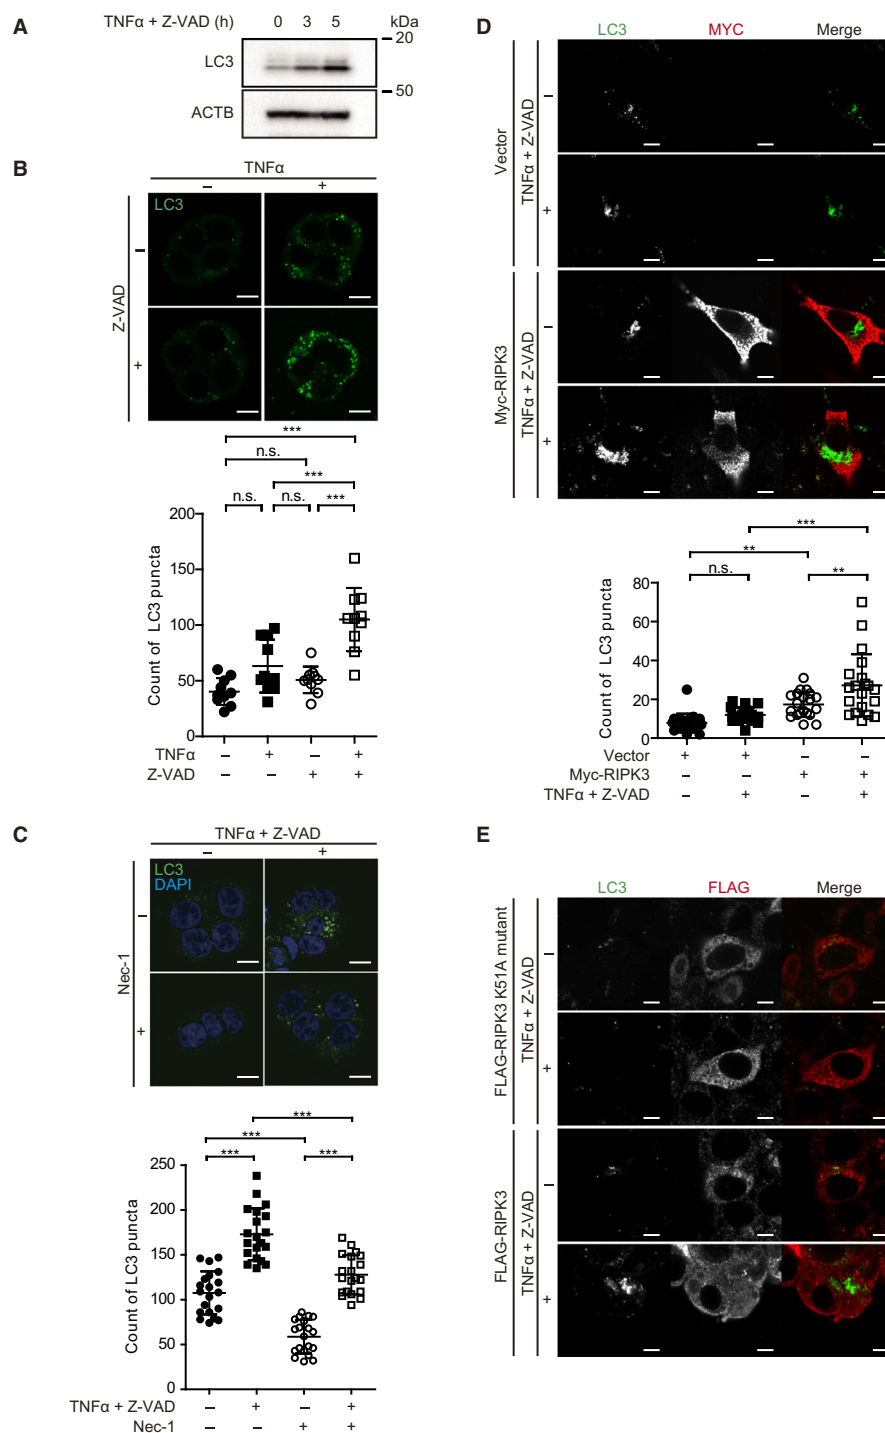 A
TNFα + Z-VAD (h) 0 3 5 kDa
20
LC3
50
ACTB
B
TNFα
– +
LC3
Z-VAD
–
+
***
n.s.
***
n.s. n.s. ***
200
150
100
50
0
Count of LC3 puncta
TNFα – + – +
Z-VAD – – + +
C
TNFα + Z-VAD
– +
LC3
DAPI
Nec-1
–
+
***
***
*** ***
250
200
150
100
50
0
Count of LC3 puncta
TNFα + Z-VAD – + – +
Nec-1 – – + +
D
LC3 MYC Merge
Vector
TNFα + Z-VAD
–
+
Myc-RIPK3
TNFα + Z-VAD
–
+
***
**
n.s. **
80
60
40
20
0
Count of LC3 puncta
Vector + + – –
Myc-RIPK3 – – + +
TNFα + Z-VAD – + – +
E
LC3 FLAG Merge
FLAG-RIPK3 K51A mutant
TNFα + Z-VAD
–
+
FLAG-RIPK3
TNFα + Z-VAD
–
+